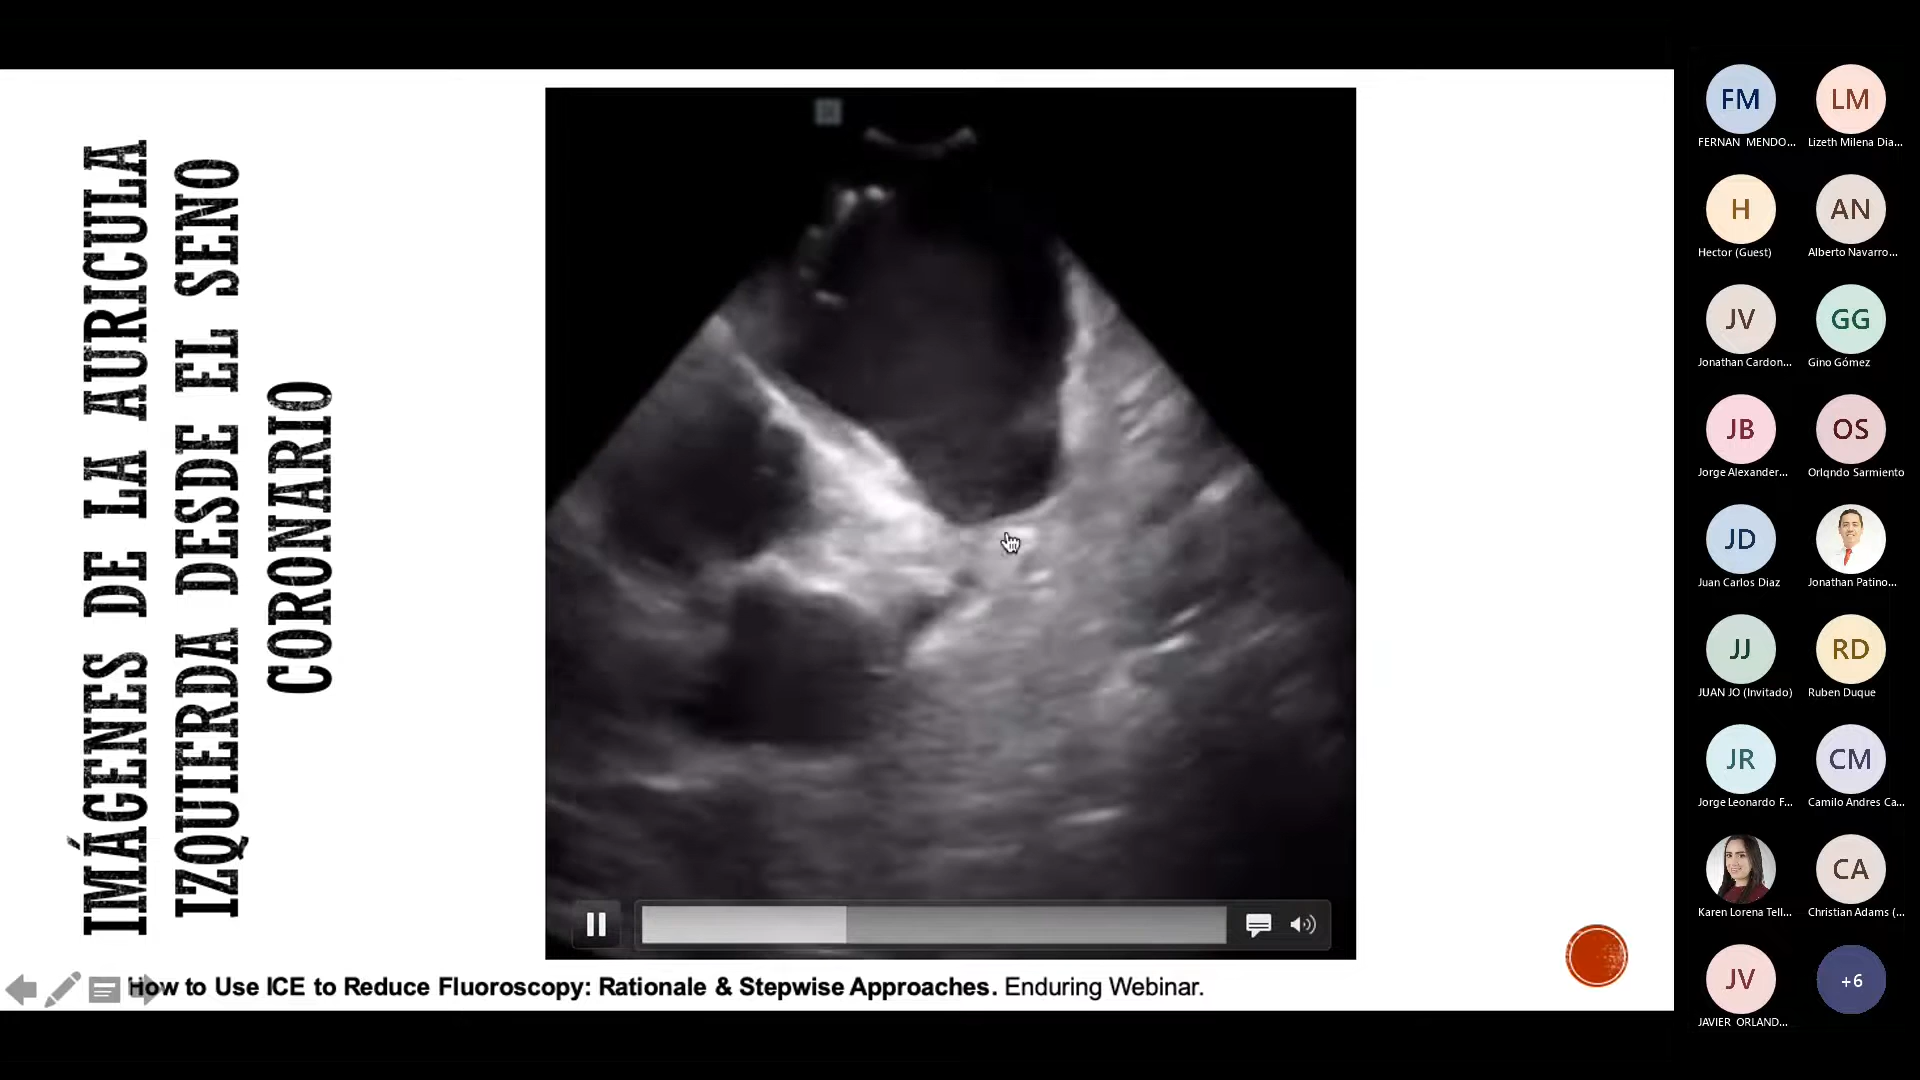 IMÁGENES DE LA AURICULA
IZQUIERDA DESDE EL SENO
CORONARIO
How to Use ICE to Reduce Fluoroscopy: Rationale & Stepwise Approaches. Enduring Webinar.
FM
LM
FERNAN MENDO...
Lizeth Milena Dia...
H
AN
Hector (Guest)
Alberto Navarro...
JV
GG
Jonathan Cardon...
Gino Gómez
JB
OS
Jorge Alexander...
Orlqndo Sarmiento
JD
Juan Carlos Diaz
Jonathan Patino...
JJ
RD
JUAN JO (Invitado)
Ruben Duque
JR
CM
Jorge Leonardo F...
Camilo Andres Ca...
CA
Karen Lorena Tell...
Christian Adams (...
JV
+6
JAVIER ORLAND...